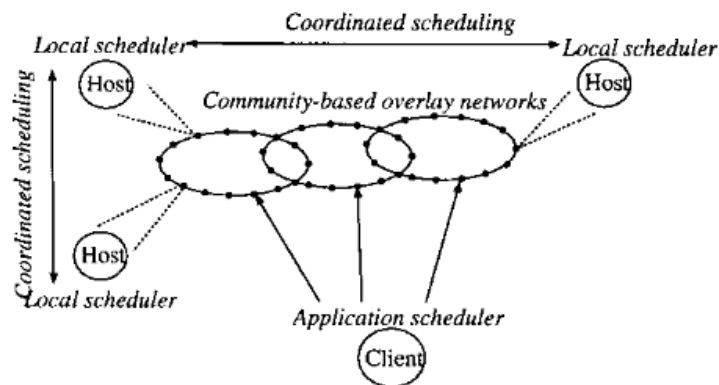 Coordinated scheduling
Local scheduler
Local scheduler
Host
Host
Coordinated scheduling
Community-based overlay networks
Host
Local scheduler
Application scheduler
Client